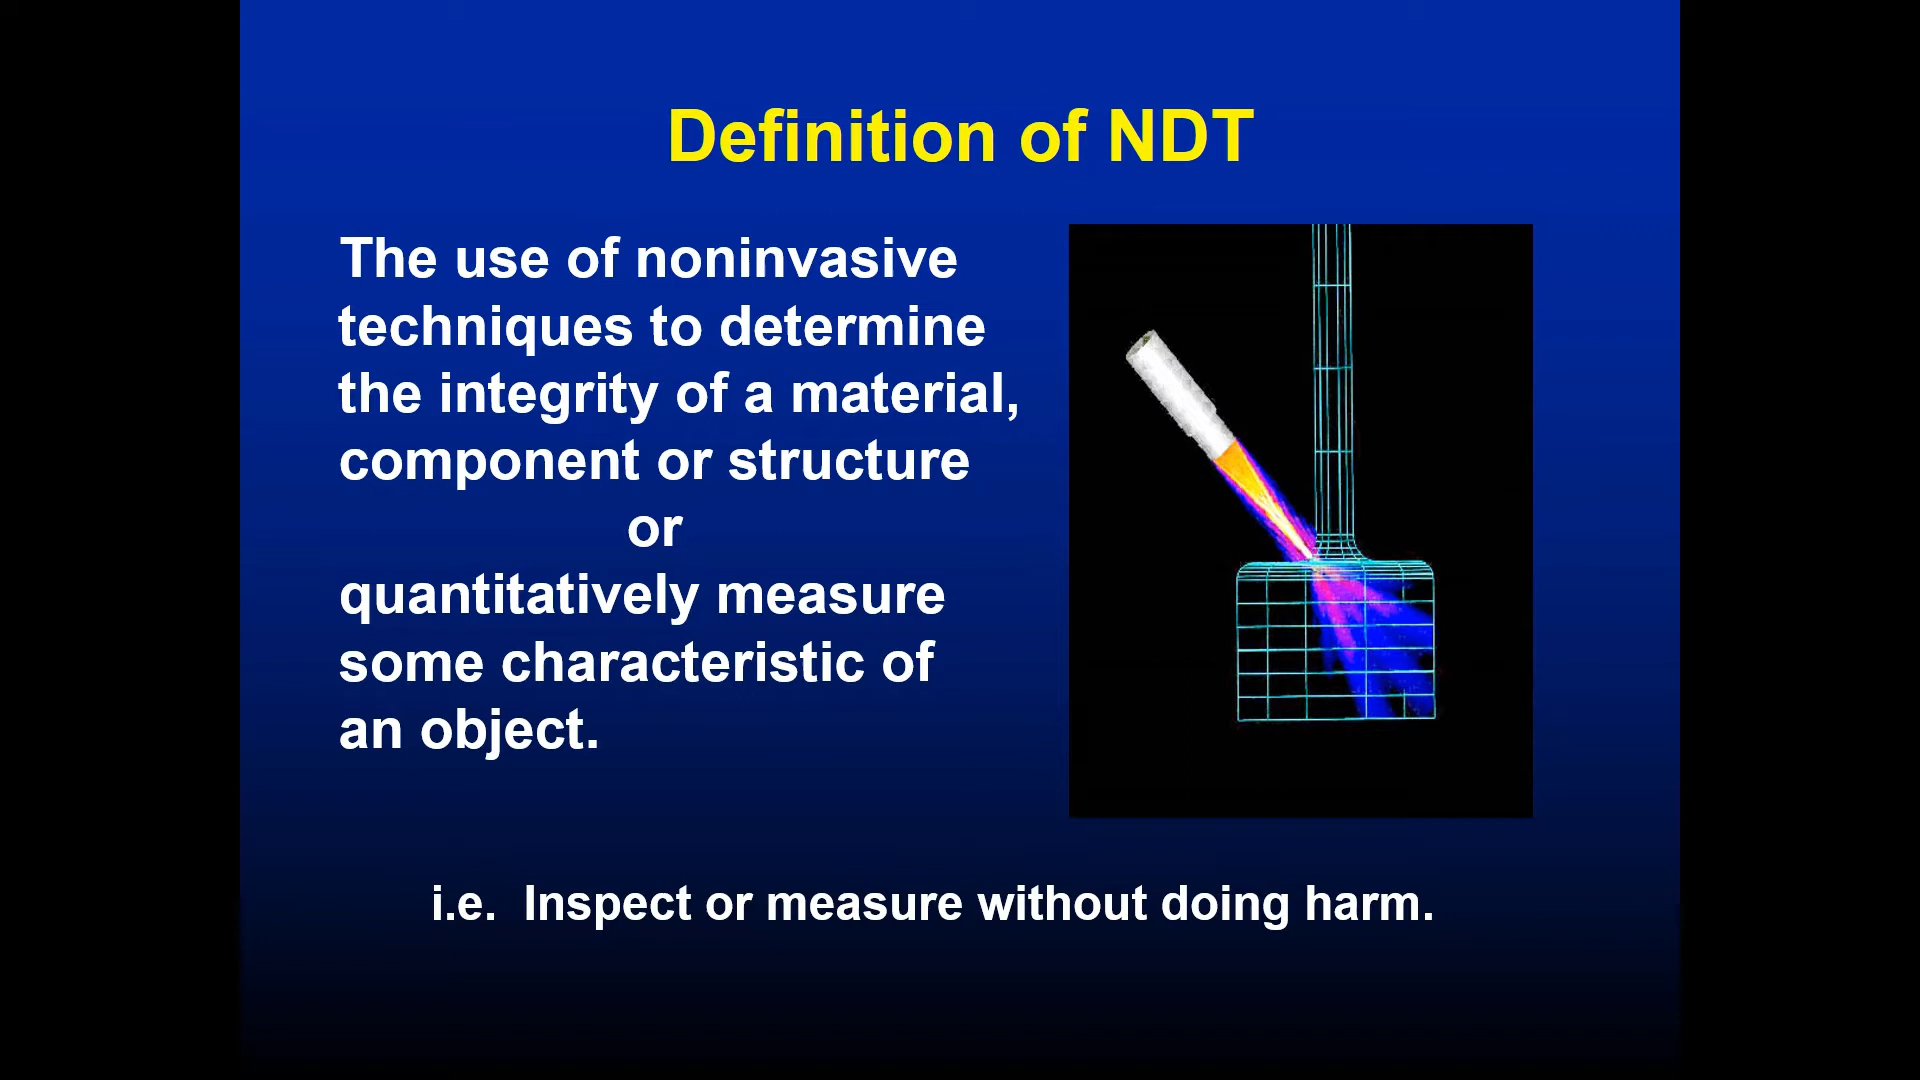 Definition of NDT
The use of noninvasive
techniques to determine
the integrity of a material,
component or structure
or
quantitatively measure
some characteristic of
an object.
i.e. Inspect or measure without doing harm.